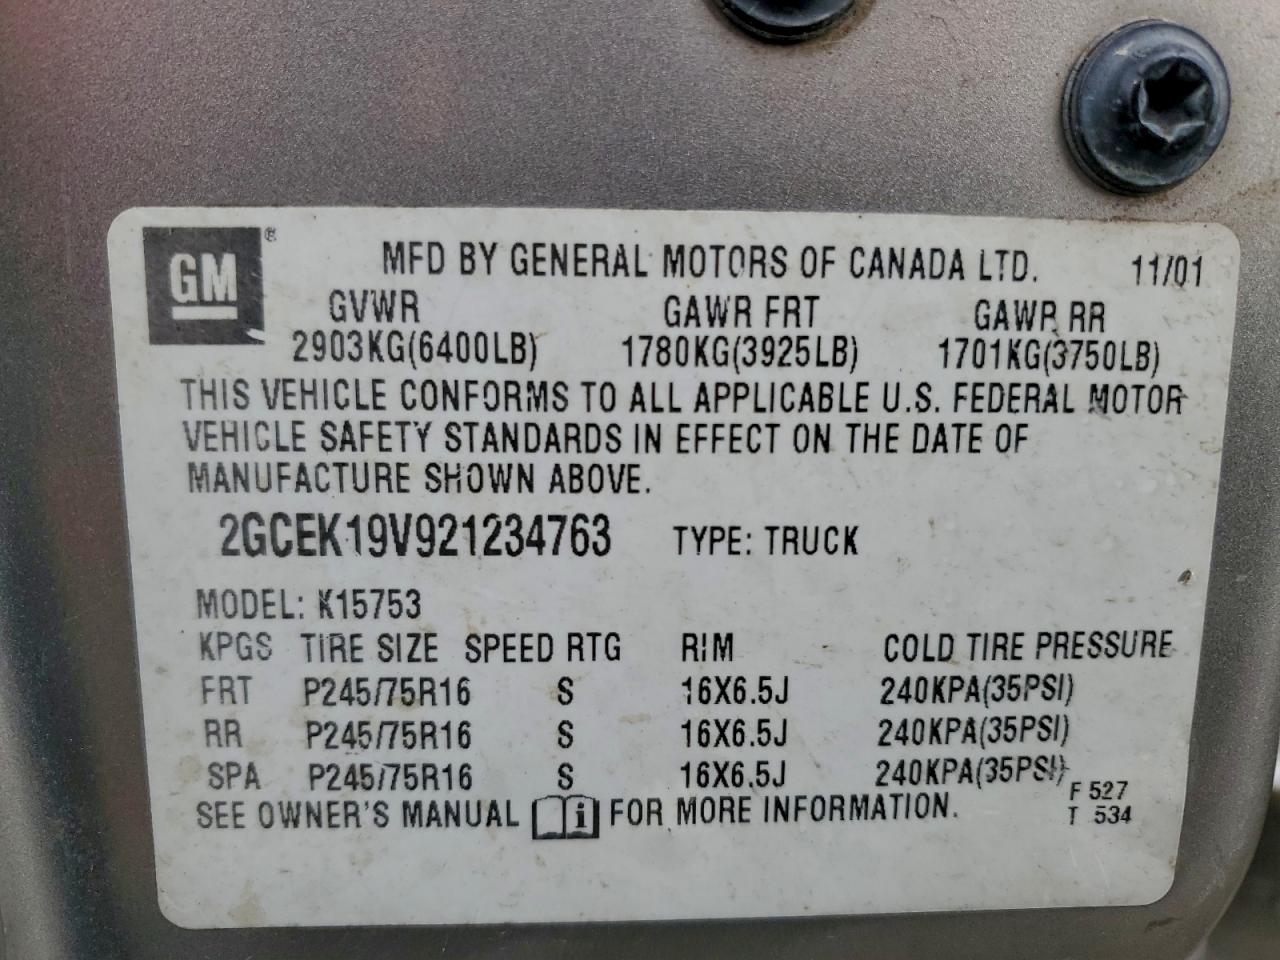 GM®
MFD BY GENERAL MOTORS OF CANADA LTD. 11/01
GVWR GAWR FRT GAWR RR
2903KG(6400LB) 1780KG(3925LB) 1701KG(3750LB)
THIS VEHICLE CONFORMS TO ALL APPLICABLE U.S. FEDERAL MOTOR
VEHICLE SAFETY STANDARDS IN EFFECT ON THE DATE OF
MANUFACTURE SHOWN ABOVE.
2GCEK19V921234763 TYPE: TRUCK
MODEL: K15753
KPGS TIRE SIZE SPEED RTG RIM COLD TIRE PRESSURE
FRT P245/75R16 S 16X6.5J 240KPA(35PSI)
RR P245/75R16 S 16X6.5J 240KPA(35PSI)
SPA P245/75R16 S 16X6.5J 240KPA(35PSI)
SEE OWNER'S MANUAL i FOR MORE INFORMATION.
F 527
T 534